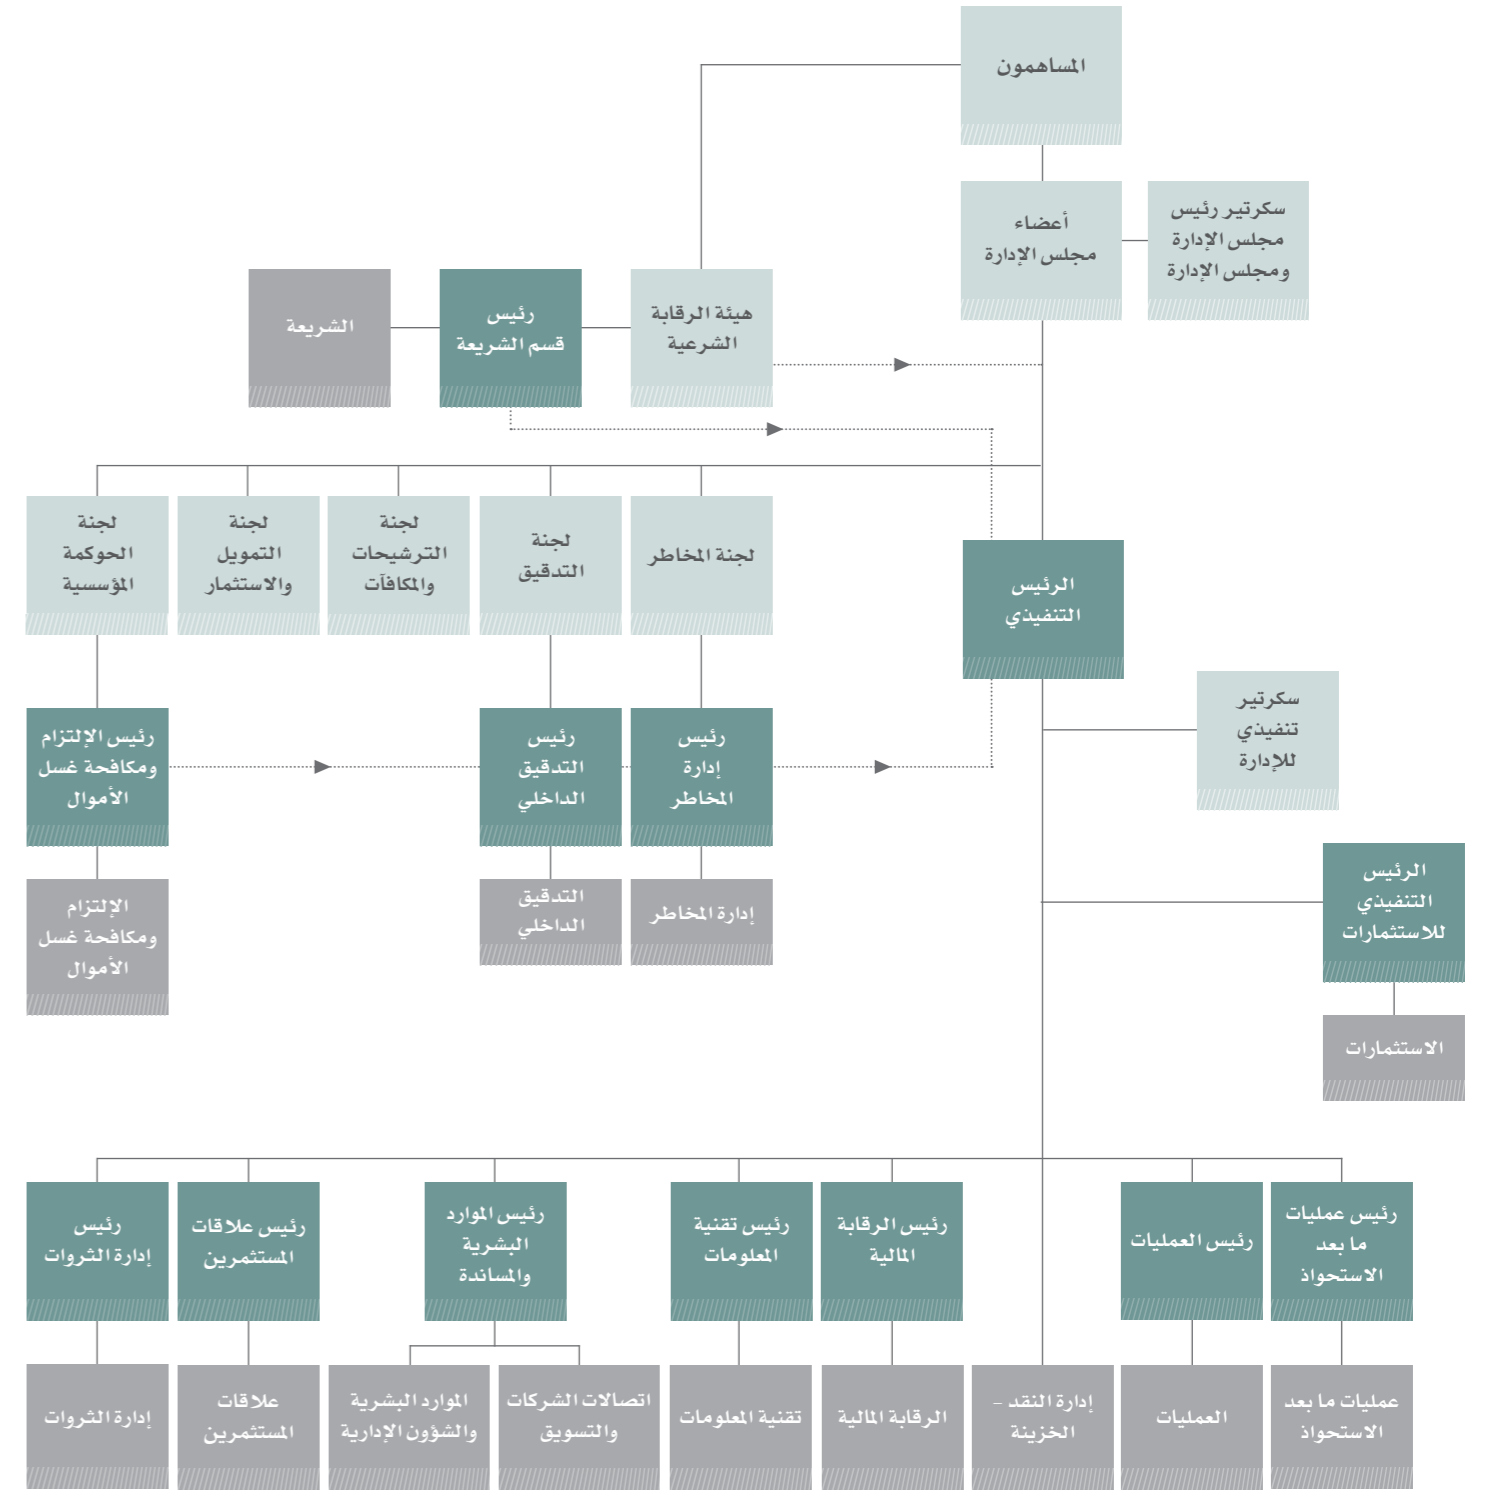 المساهمون
سكرتير رئيس
مجلس الإدارة
ومجلس الإدارة
أعضاء
مجلس الإدارة
هيئة الرقابة
الشرعية
رئيس
قسم الشريعة
الشريعة
لجنة المخاطر
لجنة
التدقيق
لجنة
الترشيحات
والمكافآت
لجنة
التمويل
والاستثمار
لجنة
الحوكمة
المؤسسية
الرئيس
التنفيذي
سكرتير
تنفيذي
للإدارة
رئيس
إدارة
المخاطر
رئيس
التدقيق
الداخلي
رئيس الإلتزام
ومكافحة غسل
الأموال
إدارة المخاطر
التدقيق
الداخلي
الإلتزام
ومكافحة غسل
الأموال
الرئيس
التنفيذي
للاستثمارات
الاستثمارات
رئيس عمليات
ما بعد
الاستحواذ
رئيس العمليات
رئيس الرقابة
المالية
رئيس تقنية
المعلومات
رئيس الموارد
البشرية
والمساندة
رئيس علاقات
المستثمرين
رئيس
إدارة الثروات
عمليات ما بعد
الاستحواذ
العمليات
إدارة النقد -
الخزينة
الرقابة المالية
تقنية المعلومات
اتصالات الشركات
والتسويق
الموارد البشرية
والشؤون الإدارية
علاقات
المستثمرين
إدارة الثروات